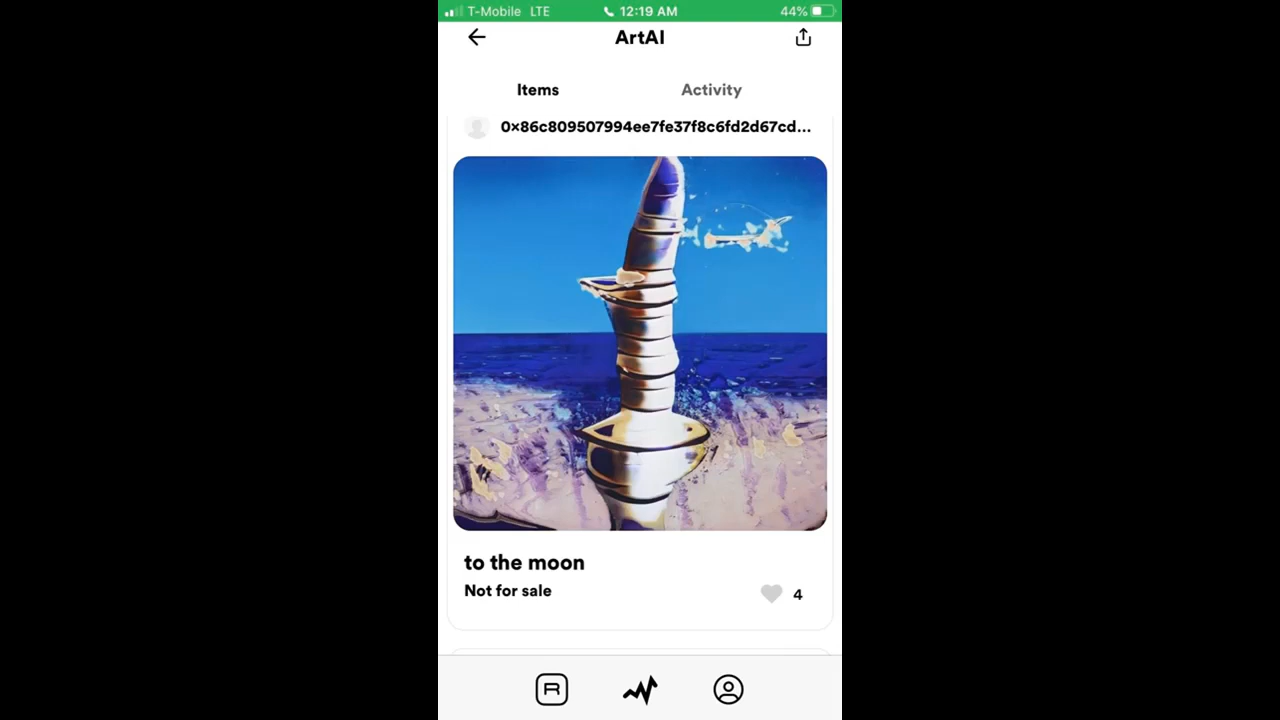 T-Mobile LTE 12:19 AM 44%
ArtAI
Items Activity
0x86c809507994ee7fe37f8c6fd2d67cd...
to the moon
Not for sale 4
R